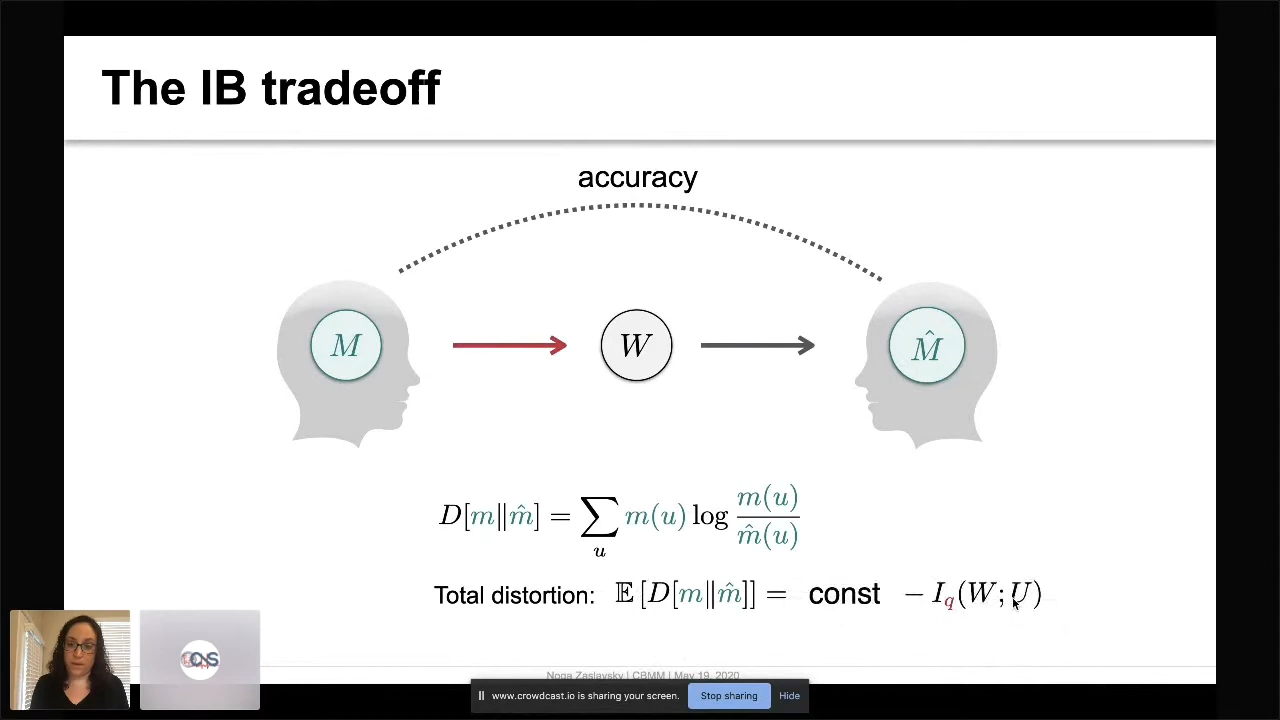 The IB tradeoff
accuracy
M
W
M̂
D[m‖m̂] = ∑_u m(u) log m(u)/m̂(u)
Total distortion: 𝔼 [D[m‖m̂]] = const − I_q(W;U)
Noga Zaslavsky | CBMM | May 19, 2020
www.crowdcast.io is sharing your screen. Stop sharing Hide